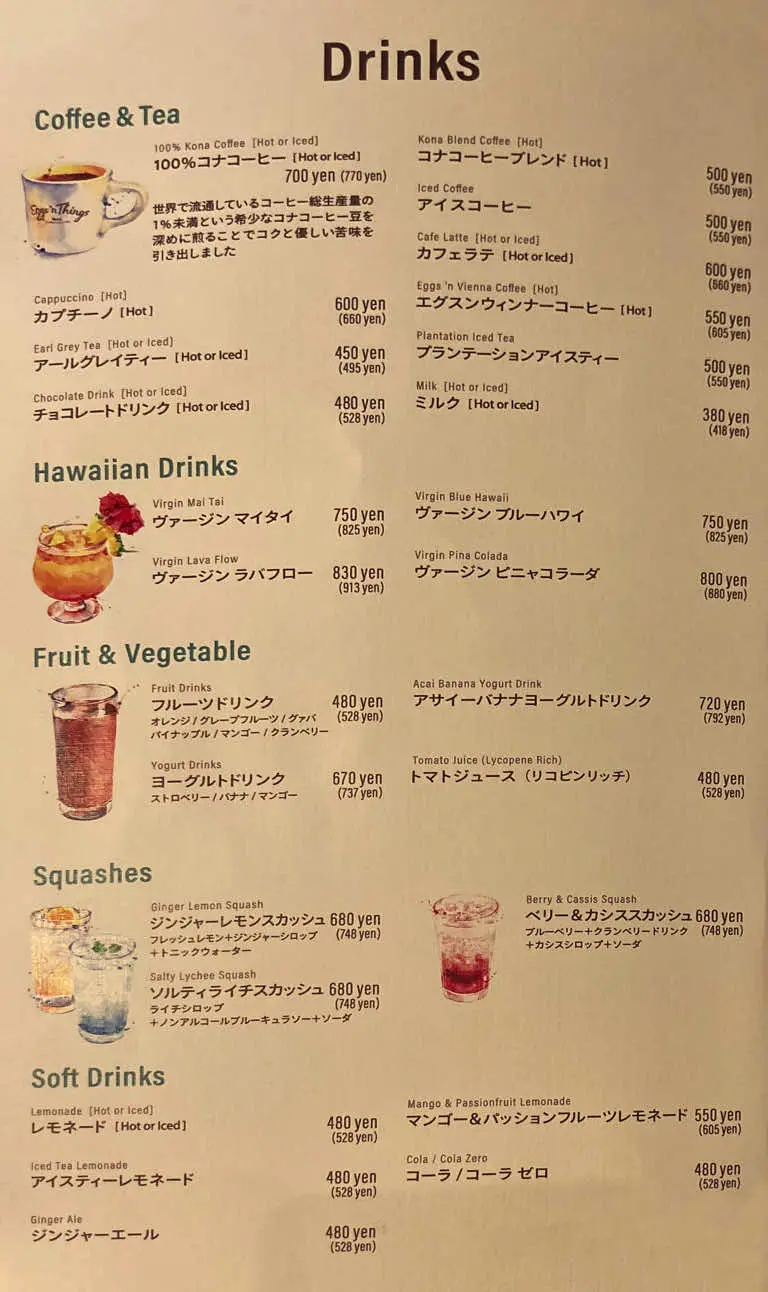 Drinks
Coffee & Tea
100% Kona Coffee [Hot or Iced]
100%コナコーヒー [Hot or Iced]
700 yen (770 yen)
世界で流通しているコーヒー総生産量の
1%未満という希少なコナコーヒー豆を
深めに煎ることでコクと優しい苦味を
引き出しました
Eggs'n Things
Cappuccino [Hot]
カプチーノ [Hot]
600 yen
(660 yen)
Earl Grey Tea [Hot or Iced]
アールグレイティー [Hot or Iced]
450 yen
(495 yen)
Chocolate Drink [Hot or Iced]
チョコレートドリンク [Hot or Iced]
480 yen
(528 yen)
Kona Blend Coffee [Hot]
コナコーヒーブレンド [Hot]
500 yen
(550 yen)
Iced Coffee
アイスコーヒー
500 yen
(550 yen)
Cafe Latte [Hot or Iced]
カフェラテ [Hot or Iced]
600 yen
(660 yen)
Eggs 'n Vienna Coffee [Hot]
エグスンウィンナーコーヒー [Hot]
550 yen
(605 yen)
Plantation Iced Tea
プランテーションアイスティー
500 yen
(550 yen)
Milk [Hot or Iced]
ミルク [Hot or Iced]
380 yen
(418 yen)
Hawaiian Drinks
Virgin Mai Tai
ヴァージン マイタイ
750 yen
(825 yen)
Virgin Lava Flow
ヴァージン ラバフロー
830 yen
(913 yen)
Virgin Blue Hawaii
ヴァージン ブルーハワイ
750 yen
(825 yen)
Virgin Pina Colada
ヴァージン ピニャコラーダ
800 yen
(880 yen)
Fruit & Vegetable
Fruit Drinks
フルーツドリンク
480 yen
(528 yen)
オレンジ / グレープフルーツ / グァバ
パイナップル / マンゴー / クランベリー
Yogurt Drinks
ヨーグルトドリンク
670 yen
(737 yen)
ストロベリー / バナナ / マンゴー
Acai Banana Yogurt Drink
アサイーバナナヨーグルトドリンク
720 yen
(792 yen)
Tomato Juice (Lycopene Rich)
トマトジュース（リコピンリッチ）
480 yen
(528 yen)
Squashes
Ginger Lemon Squash
ジンジャーレモンスカッシュ 680 yen
(748 yen)
フレッシュレモン＋ジンジャーシロップ
＋トニックウォーター
Salty Lychee Squash
ソルティライチスカッシュ 680 yen
(748 yen)
ライチシロップ
＋ノンアルコールブルーキュラソー＋ソーダ
Berry & Cassis Squash
ベリー＆カシススカッシュ 680 yen
(748 yen)
ブルーベリー＋クランベリードリンク
＋カシスシロップ＋ソーダ
Soft Drinks
Lemonade [Hot or Iced]
レモネード [Hot or Iced]
480 yen
(528 yen)
Iced Tea Lemonade
アイスティーレモネード
480 yen
(528 yen)
Ginger Ale
ジンジャーエール
480 yen
(528 yen)
Mango & Passionfruit Lemonade
マンゴー＆パッションフルーツレモネード 550 yen
(605 yen)
Cola / Cola Zero
コーラ / コーラ ゼロ
480 yen
(528 yen)